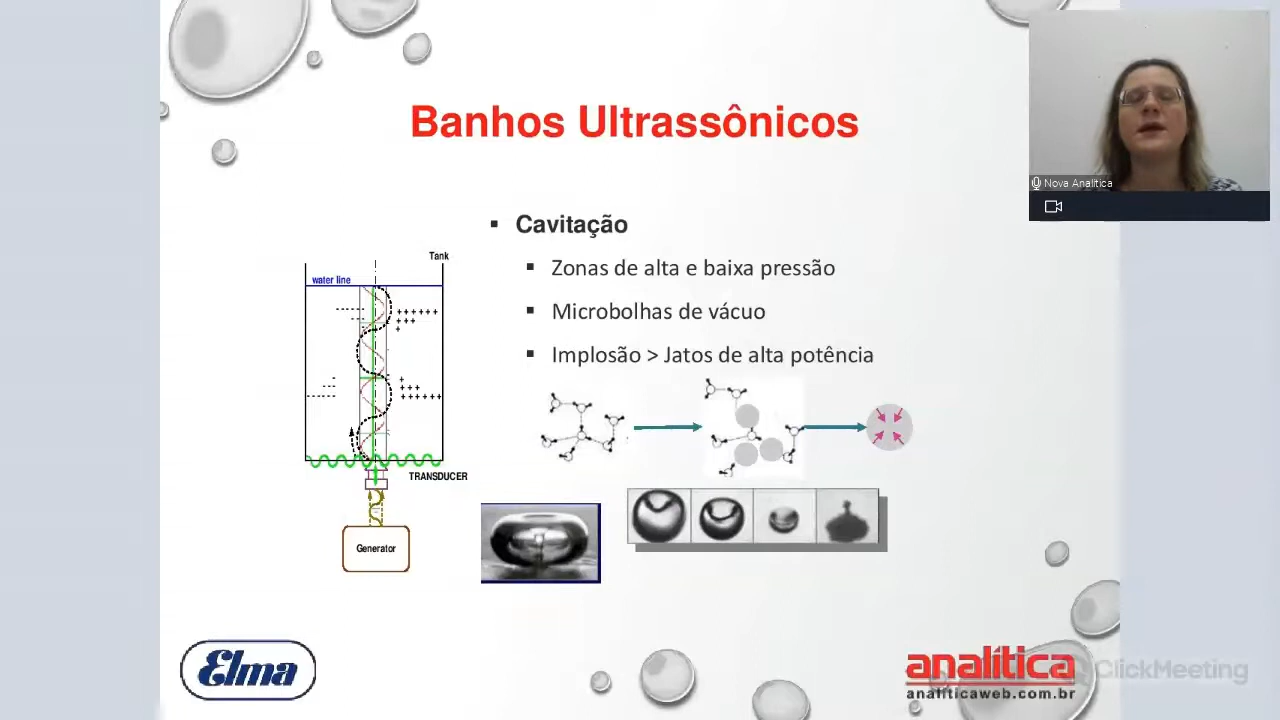 Banhos Ultrassônicos
Nova Analitica
Cavitação
Zonas de alta e baixa pressão
Microbolhas de vácuo
Implosão > Jatos de alta potência
Tank
water line
TRANSDUCER
Generator
Elma
analítica
analiticaweb.com.br
ClickMeeting